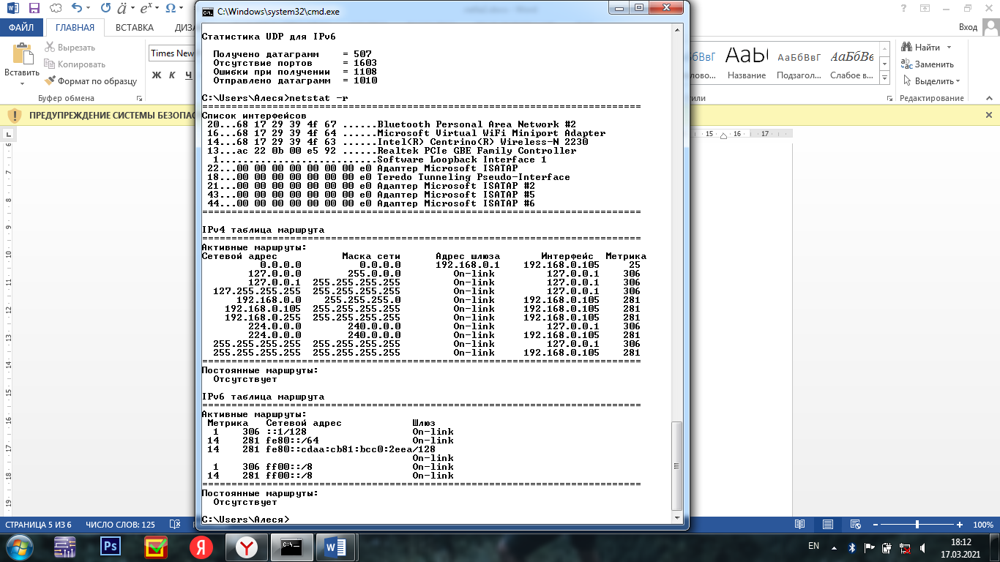 C:\Windows\system32\cmd.exe
ФАЙЛ ГЛАВНАЯ ВСТАВКА Вход
Вставить
Вырезать
Копировать
Формат по образцу
Буфер обмена
Times New
Ж К Ч
Название Подзагол... Слабое в...
Найти
Заменить
Выделить
Редактирование
ПРЕДУПРЕЖДЕНИЕ СИСТЕМЫ
15 16 17
Статистика UDP для IPv6
Получено датаграмм = 507
Отсутствие портов = 1603
Ошибки при получении = 1108
Отправлено датаграмм = 1010
C:\Users\Алеся>netstat -r
===========================================================================
Список интерфейсов
20...68 17 29 39 4f 67 ......Bluetooth Personal Area Network #2
16...68 17 29 39 4f 64 ......Microsoft Virtual WiFi Miniport Adapter
14...68 17 29 39 4f 63 ......Intel(R) Centrino(R) Wireless-N 2230
13...ac 22 0b 00 e5 92 ......Realtek PCIe GBE Family Controller
1...........................Software Loopback Interface 1
22...00 00 00 00 00 00 00 e0 Адаптер Microsoft ISATAP
18...00 00 00 00 00 00 00 e0 Teredo Tunneling Pseudo-Interface
21...00 00 00 00 00 00 00 e0 Адаптер Microsoft ISATAP #2
43...00 00 00 00 00 00 00 e0 Адаптер Microsoft ISATAP #5
44...00 00 00 00 00 00 00 e0 Адаптер Microsoft ISATAP #6
===========================================================================
IPv4 таблица маршрута
===========================================================================
Активные маршруты:
Сетевой адрес Маска сети Адрес шлюза Интерфейс Метрика
0.0.0.0 0.0.0.0 192.168.0.1 192.168.0.105 25
127.0.0.0 255.0.0.0 On-link 127.0.0.1 306
127.0.0.1 255.255.255.255 On-link 127.0.0.1 306
127.255.255.255 255.255.255.255 On-link 127.0.0.1 306
192.168.0.0 255.255.255.0 On-link 192.168.0.105 281
192.168.0.105 255.255.255.255 On-link 192.168.0.105 281
192.168.0.255 255.255.255.255 On-link 192.168.0.105 281
224.0.0.0 240.0.0.0 On-link 127.0.0.1 306
224.0.0.0 240.0.0.0 On-link 192.168.0.105 281
255.255.255.255 255.255.255.255 On-link 127.0.0.1 306
255.255.255.255 255.255.255.255 On-link 192.168.0.105 281
===========================================================================
Постоянные маршруты:
Отсутствует
IPv6 таблица маршрута
===========================================================================
Активные маршруты:
Метрика Сетевой адрес Шлюз
1 306 ::1/128 On-link
14 281 fe80::/64 On-link
14 281 fe80::cdaa:cb81:bcc0:2eea/128
On-link
1 306 ff00::/8 On-link
14 281 ff00::/8 On-link
===========================================================================
Постоянные маршруты:
Отсутствует
C:\Users\Алеся>
СТРАНИЦА 5 ИЗ 6 ЧИСЛО СЛОВ: 125 100%
EN 18:12
17.03.2021